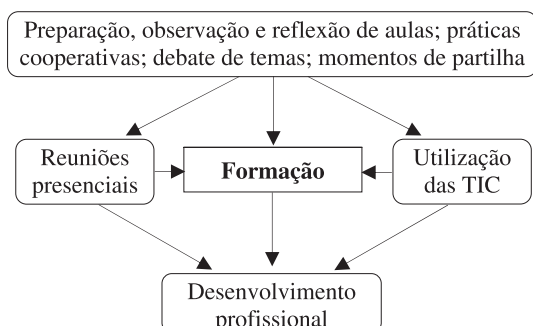 Preparação, observação e reflexão de aulas; práticas
cooperativas; debate de temas; momentos de partilha
Reuniões
presenciais
Formação
Utilização
das TIC
Desenvolvimento
profissional